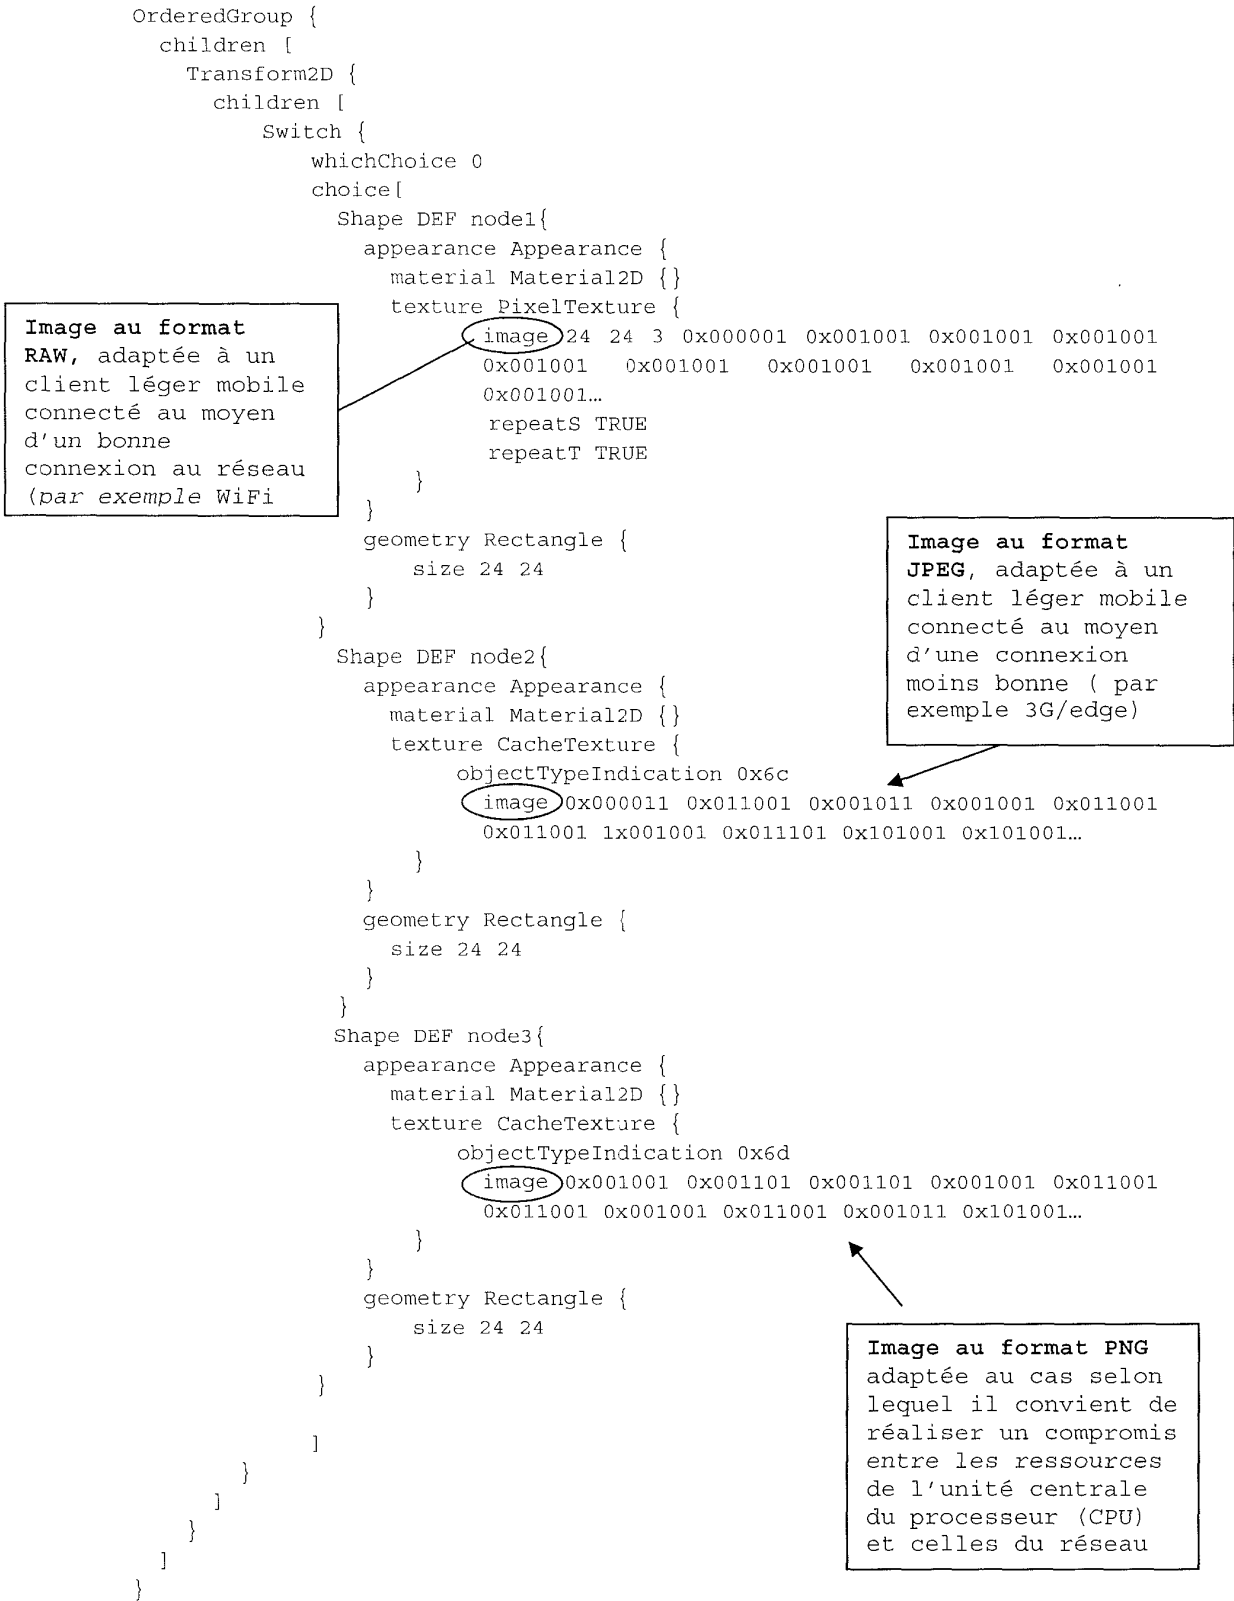 OrderedGroup {
children [
Transform2D {
children [
Switch {
whichChoice 0
choice[
Shape DEF node1{
appearance Appearance {
material Material2D {}
texture PixelTexture {
image 24 24 3 0x000001 0x001001 0x001001 0x001001
0x001001 0x001001 0x001001 0x001001 0x001001
0x001001…
repeatS TRUE
repeatT TRUE
}
}
geometry Rectangle {
size 24 24
}
}
Image au format
RAW, adaptée à un
client léger mobile
connecté au moyen
d'un bonne
connexion au réseau
(par exemple WiFi
Shape DEF node2{
appearance Appearance {
material Material2D {}
texture CacheTexture {
objectTypeIndication 0x6c
image 0x000011 0x011001 0x001011 0x001001 0x011001
0x011001 1x001001 0x011101 0x101001 0x101001…
}
}
geometry Rectangle {
size 24 24
}
}
Image au format
JPEG, adaptée à un
client léger mobile
connecté au moyen
d'une connexion
moins bonne ( par
exemple 3G/edge)
Shape DEF node3{
appearance Appearance {
material Material2D {}
texture CacheTexture {
objectTypeIndication 0x6d
image 0x001001 0x001101 0x001101 0x001001 0x011001
0x011001 0x001001 0x011001 0x001011 0x101001…
}
}
geometry Rectangle {
size 24 24
}
}
]
}
]
}
]
}
Image au format PNG
adaptée au cas selon
lequel il convient de
réaliser un compromis
entre les ressources
de l'unité centrale
du processeur (CPU)
et celles du réseau